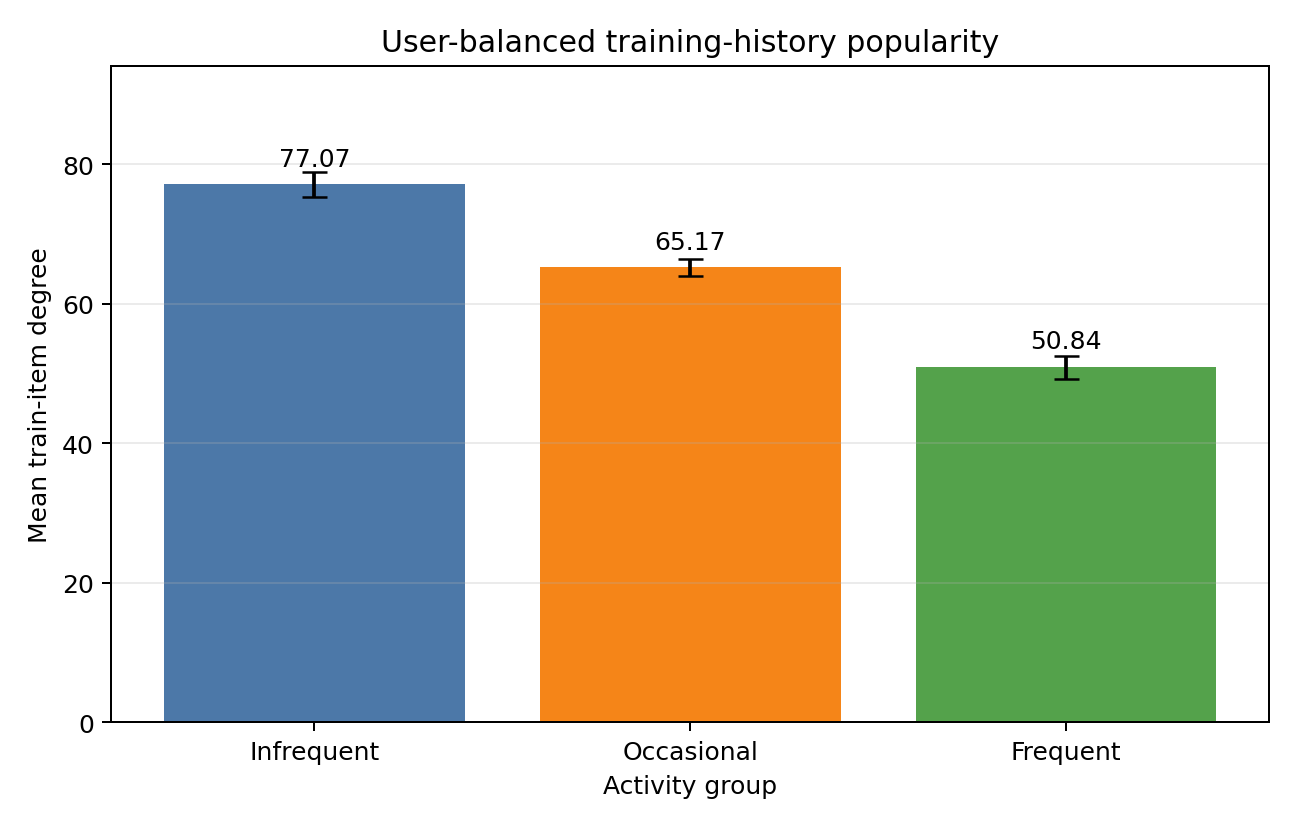 User-balanced training-history popularity
Mean train-item degree
80
60
40
20
0
77.07
65.17
50.84
Infrequent
Occasional
Frequent
Activity group